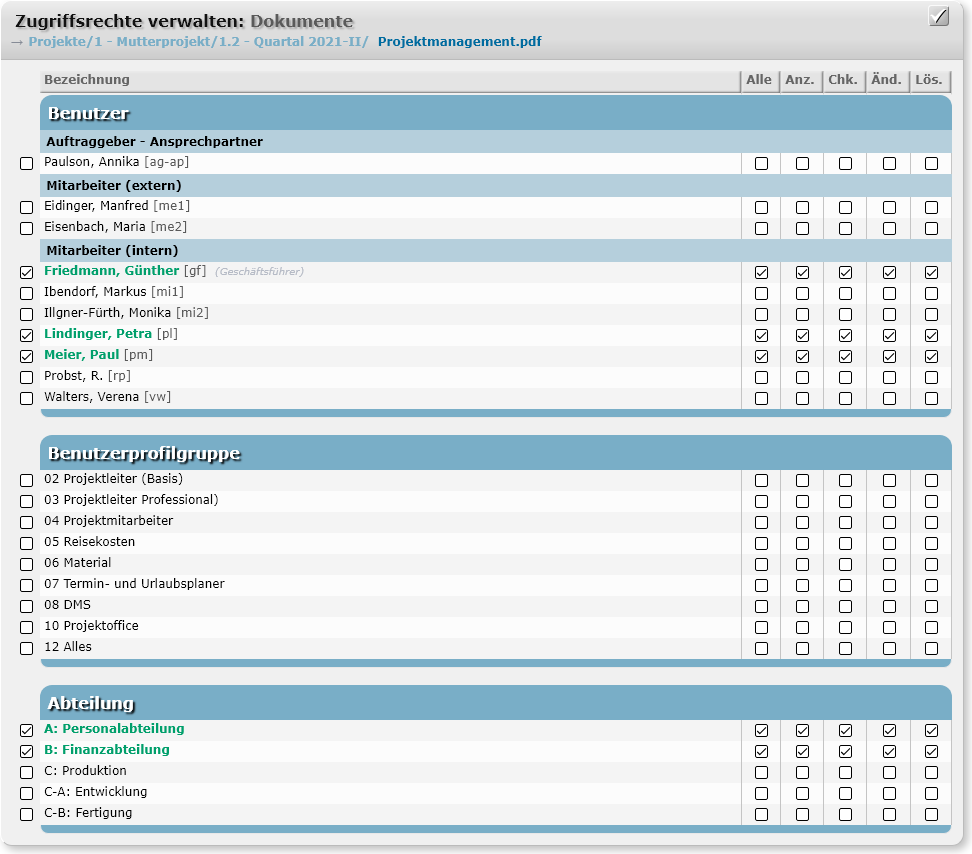 Zugriffsrechte verwalten: Dokumente
→ Projekte/1 - Mutterprojekt/1.2 - Quartal 2021-II/ Projektmanagement.pdf
Bezeichnung Alle Anz. Chk. Änd. Lös.
Benutzer
Auftraggeber - Ansprechpartner
Paulson, Annika [ag-ap]
Mitarbeiter (extern)
Eidinger, Manfred [me1]
Eisenbach, Maria [me2]
Mitarbeiter (intern)
Friedmann, Günther [gf] (Geschäftsführer)
Ibendorf, Markus [mi1]
Illgner-Fürth, Monika [mi2]
Lindinger, Petra [pl]
Meier, Paul [pm]
Probst, R. [rp]
Walters, Verena [vw]
Benutzerprofilgruppe
02 Projektleiter (Basis)
03 Projektleiter Professional)
04 Projektmitarbeiter
05 Reisekosten
06 Material
07 Termin- und Urlaubsplaner
08 DMS
10 Projektoffice
12 Alles
Abteilung
A: Personalabteilung
B: Finanzabteilung
C: Produktion
C-A: Entwicklung
C-B: Fertigung